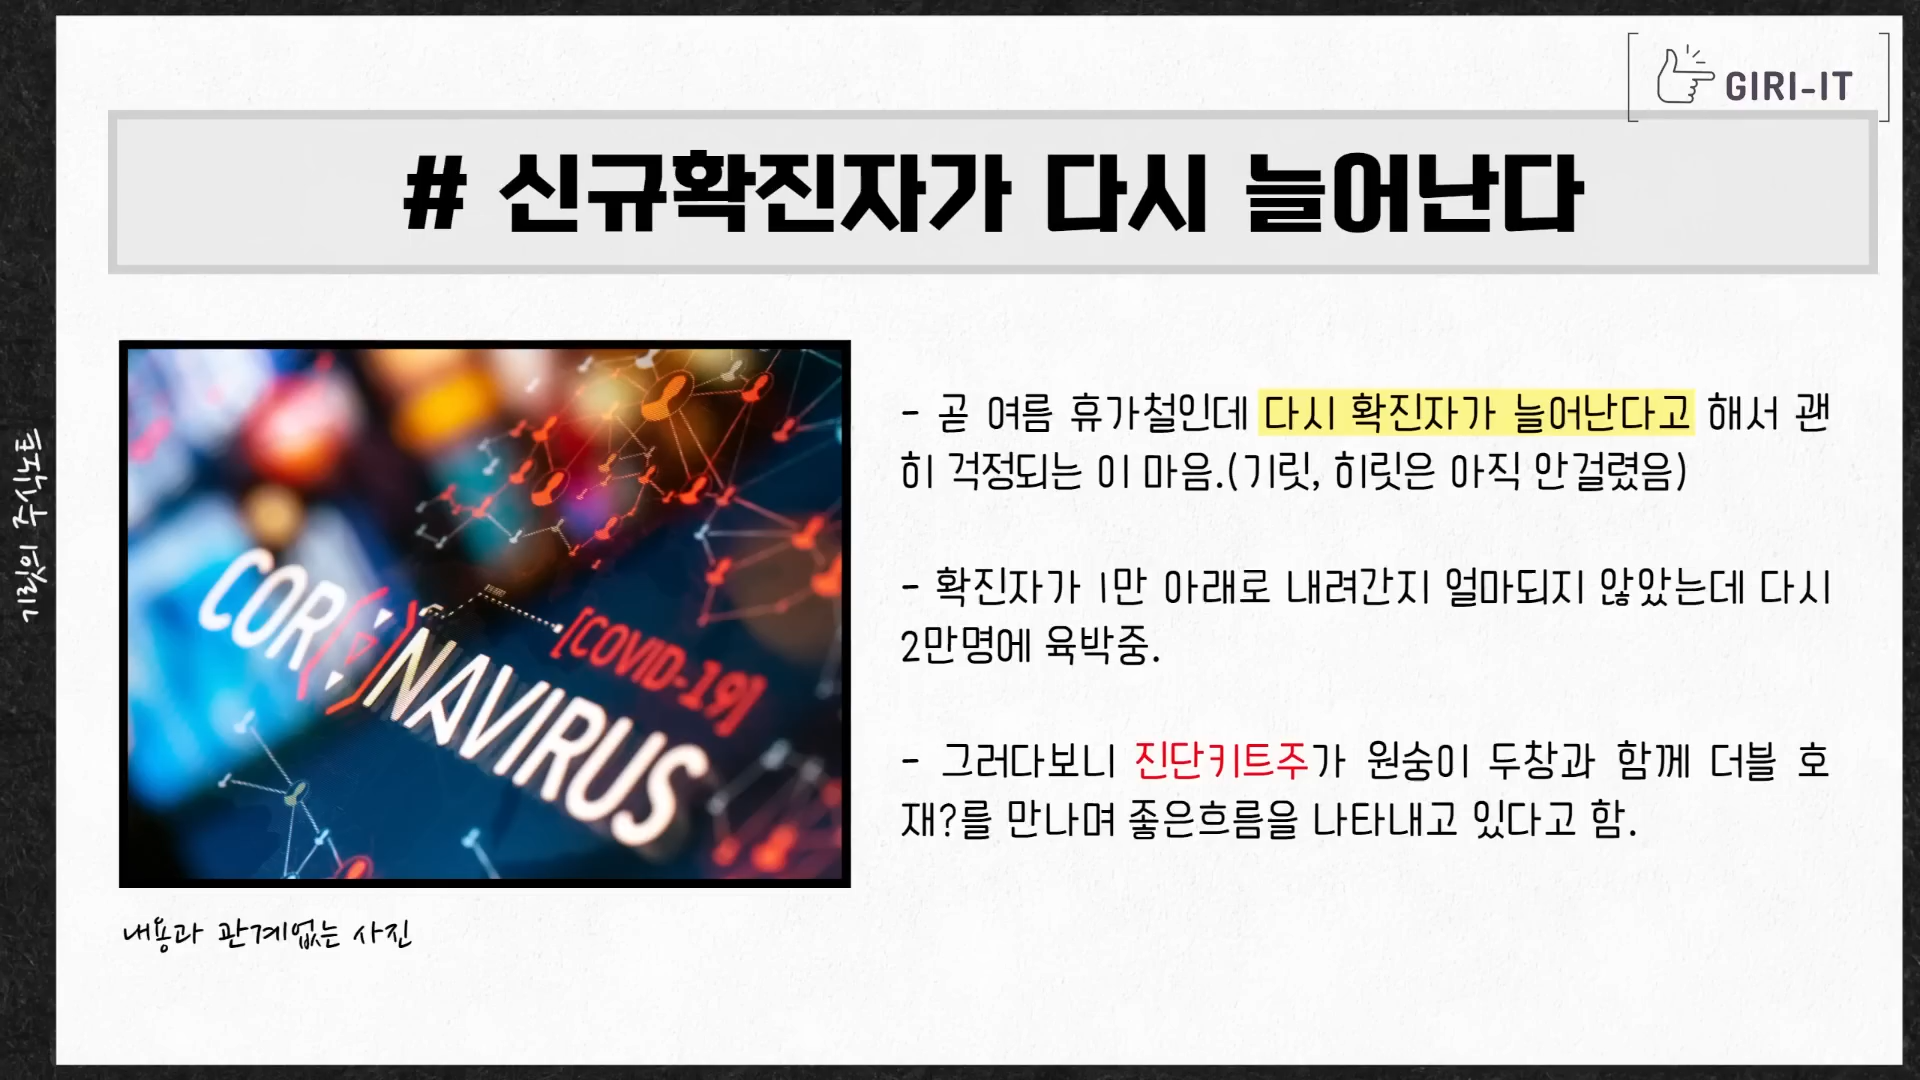 GIRI-IT
# 신규확진자가 다시 늘어난다
기릿의 주식노트
COR NAVIRUS
[COVID-19]
- 곧 여름 휴가철인데 다시 확진자가 늘어난다고 해서 괜
히 걱정되는 이 마음.(기릿, 히릿은 아직 안걸렸음)
- 확진자가 1만 아래로 내려간지 얼마되지 않았는데 다시
2만명에 육박중.
- 그러다보니 진단키트주가 원숭이 두창과 함께 더블 호
재?를 만나며 좋은흐름을 나타내고 있다고 함.
내용과 관계없는 사진